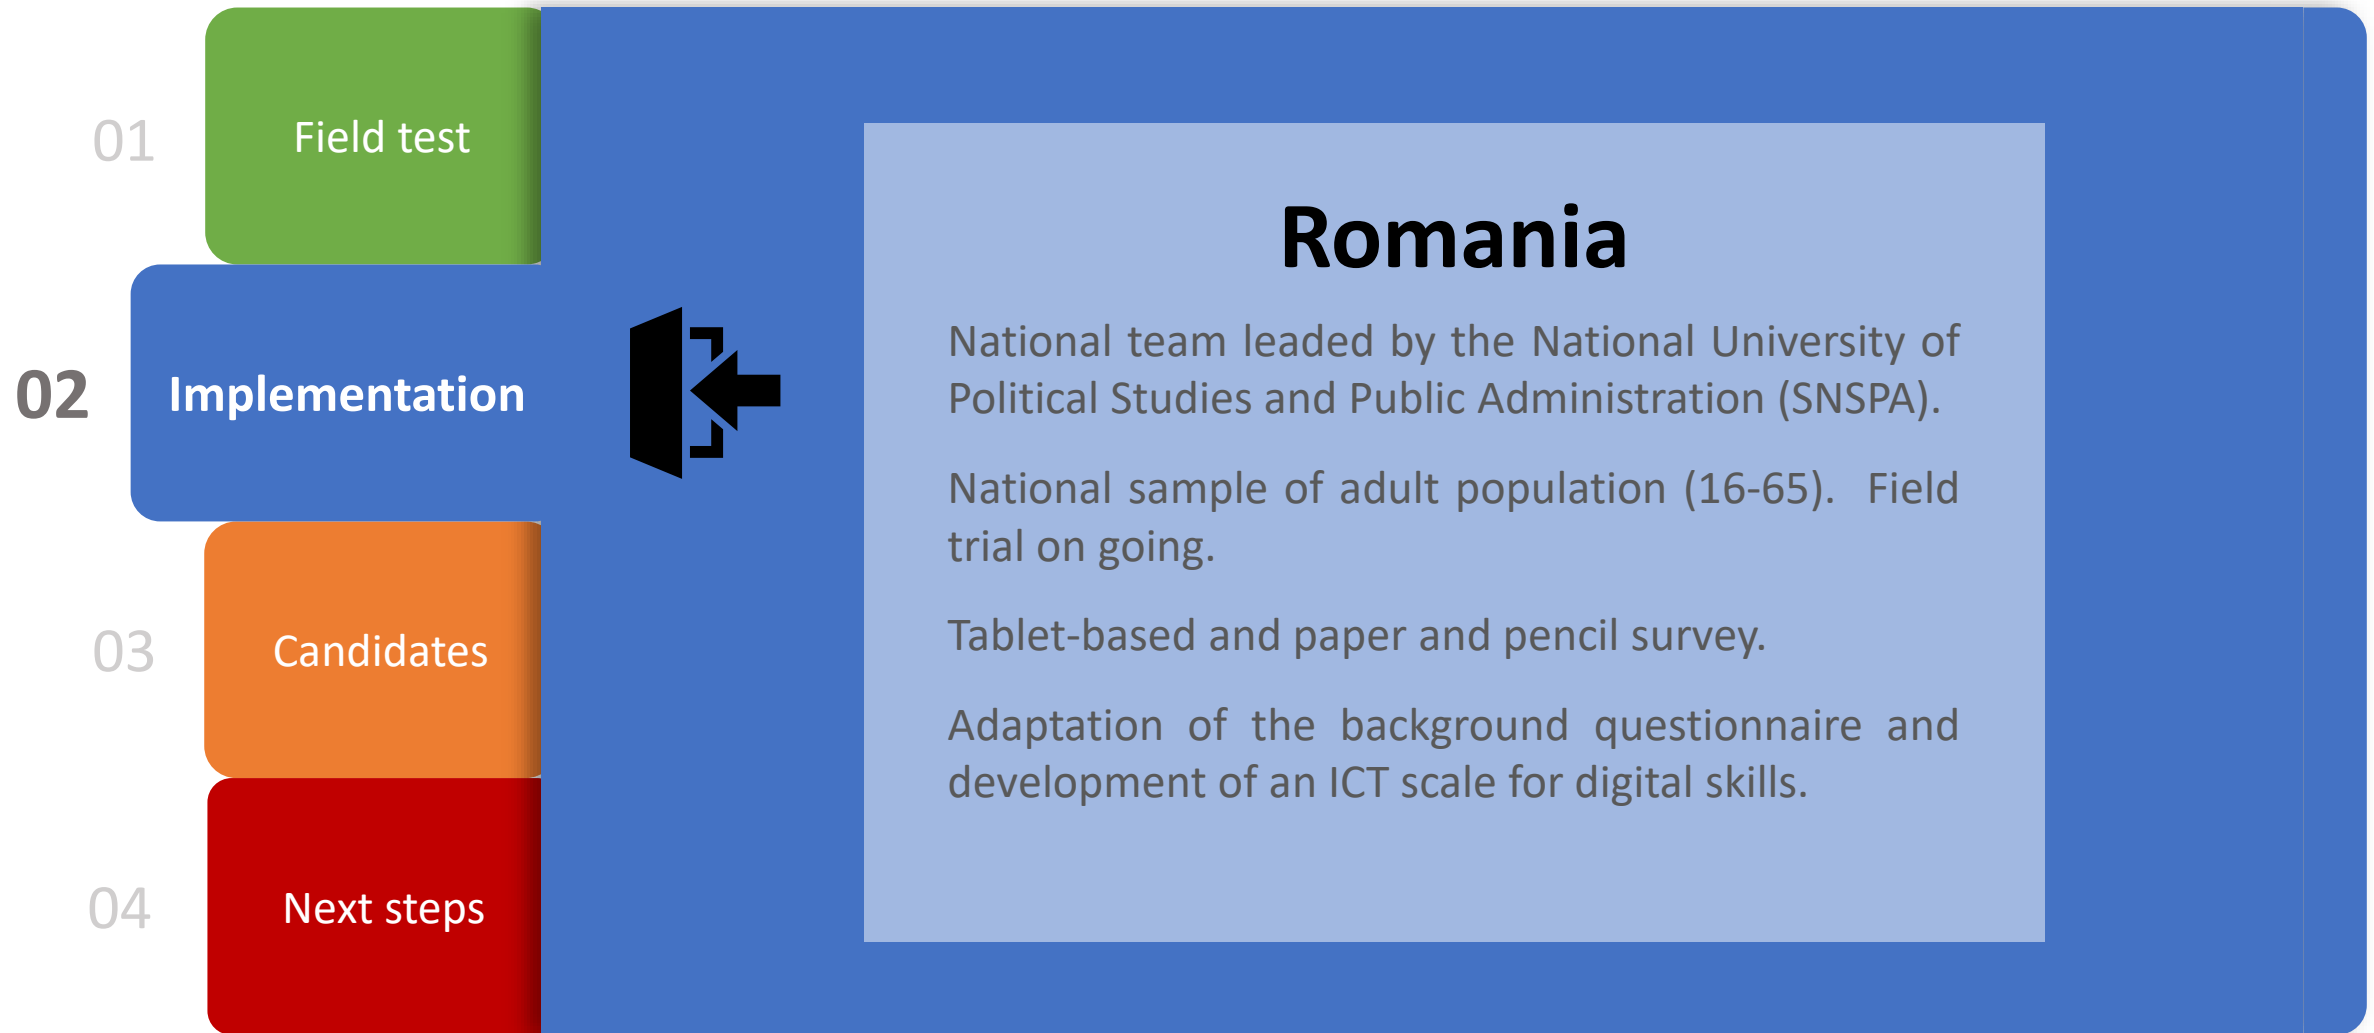 01
Field test
02
Implementation
03
Candidates
04
Next steps
Romania
National team leaded by the National University of
Political Studies and Public Administration (SNSPA).
National sample of adult population (16-65). Field
trial on going.
Tablet-based and paper and pencil survey.
Adaptation of the background questionnaire and
development of an ICT scale for digital skills.